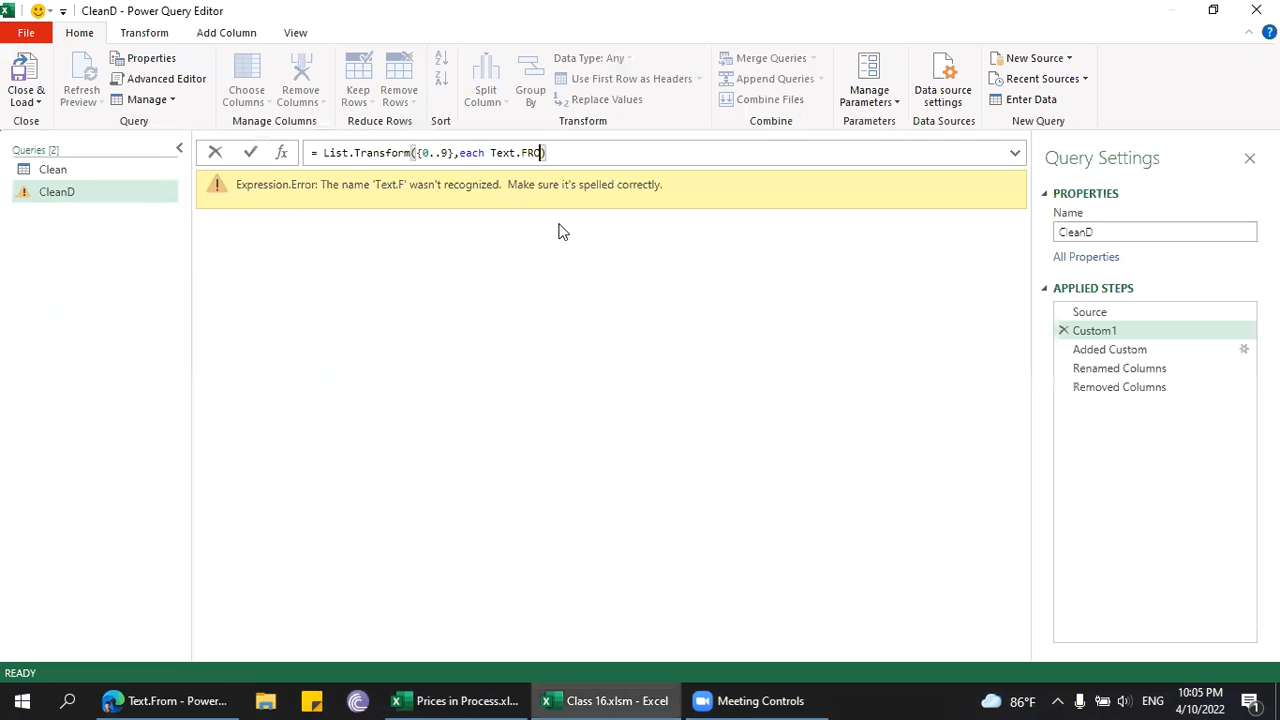 CleanD - Power Query Editor
File
Home
Transform
Add Column
View
Close & Load
Close
Refresh Preview
Properties
Advanced Editor
Manage
Query
Choose Columns
Remove Columns
Manage Columns
Keep Rows
Remove Rows
Reduce Rows
Sort
Split Column
Group By
Data Type: Any
Use First Row as Headers
Replace Values
Transform
Merge Queries
Append Queries
Combine Files
Combine
Manage Parameters
Parameters
Data source settings
Data Sources
New Source
Recent Sources
Enter Data
New Query
Queries [2]
Clean
CleanD
fx
= List.Transform({0..9},each Text.FRO)
Expression.Error: The name 'Text.F' wasn't recognized. Make sure it's spelled correctly.
Query Settings
PROPERTIES
Name
CleanD
All Properties
APPLIED STEPS
Source
Custom1
Added Custom
Renamed Columns
Removed Columns
READY
Text.From - Power...
Prices in Process.xl...
Class 16.xlsm - Excel
Meeting Controls
86°F
ENG
10:05 PM
4/10/2022